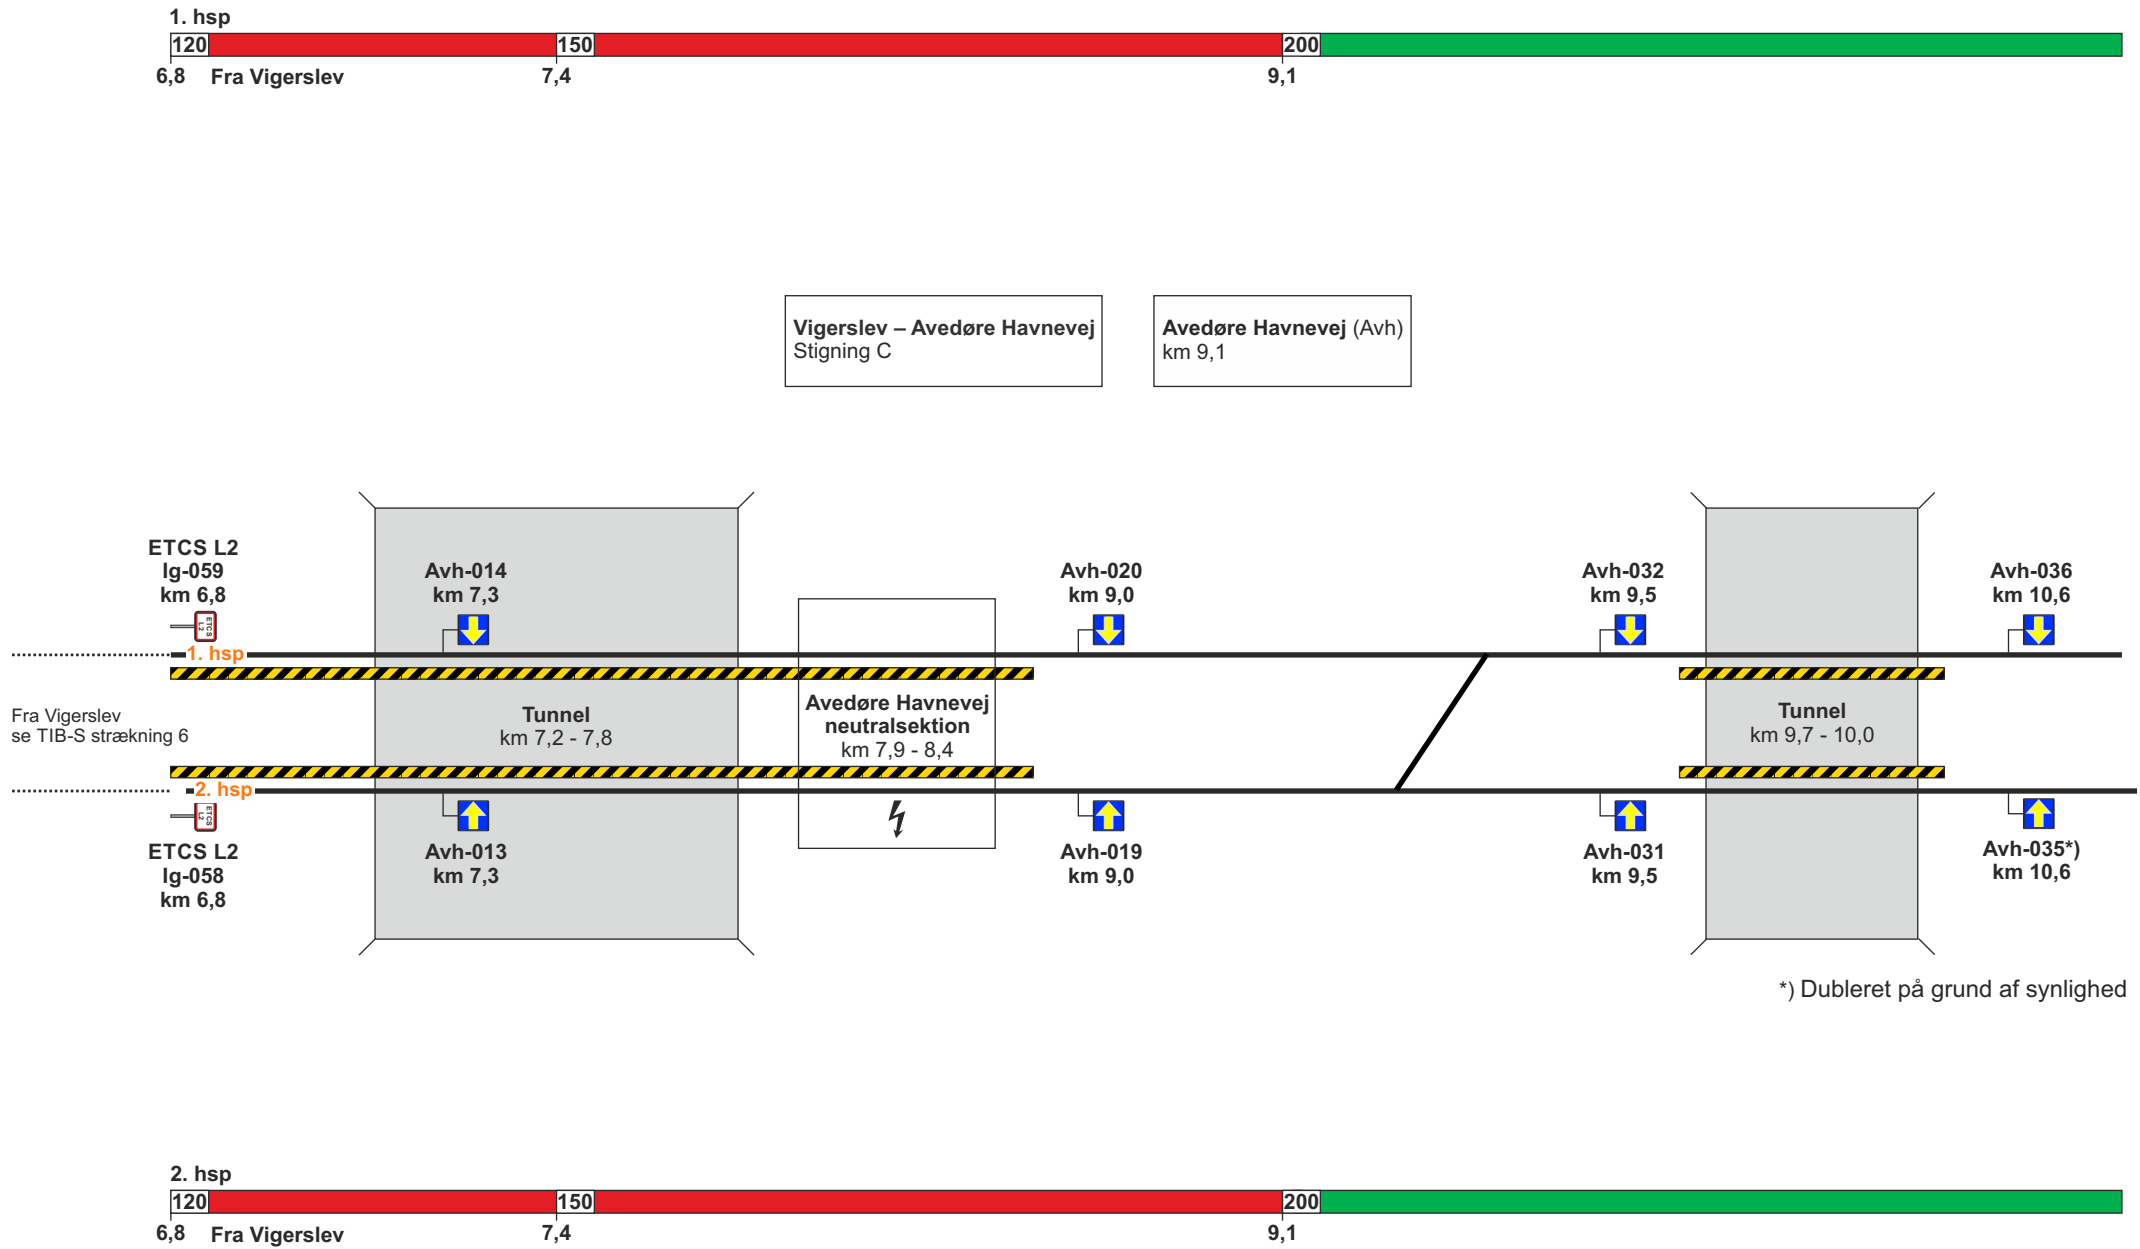 1. hsp
120 150 200
6,8 Fra Vigerslev 7,4 9,1
Vigerslev – Avedøre Havnevej
Stigning C
Avedøre Havnevej (Avh)
km 9,1
ETCS L2
lg-059
km 6,8
Avh-014
km 7,3
Avh-020
km 9,0
Avh-032
km 9,5
Avh-036
km 10,6
ETCS
L2
1. hsp
Fra Vigerslev
se TIB-S strækning 6
Tunnel
km 7,2 - 7,8
Avedøre Havnevej
neutralsektion
km 7,9 - 8,4
Tunnel
km 9,7 - 10,0
2. hsp
ETCS
L2
ETCS L2
lg-058
km 6,8
Avh-013
km 7,3
Avh-019
km 9,0
Avh-031
km 9,5
Avh-035*)
km 10,6
*) Dubleret på grund af synlighed
2. hsp
120 150 200
6,8 Fra Vigerslev 7,4 9,1